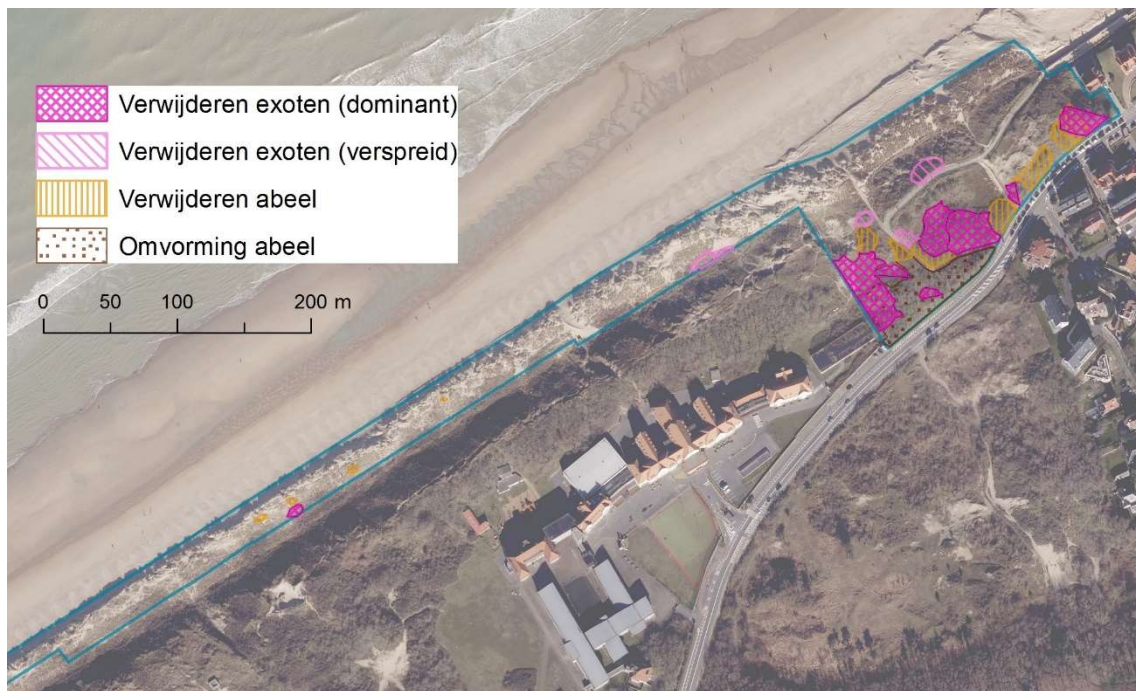 Verwijderen exoten (dominant)
Verwijderen exoten (verspreid)
Verwijderen abeel
Omvorming abeel
0 50 100 200 m